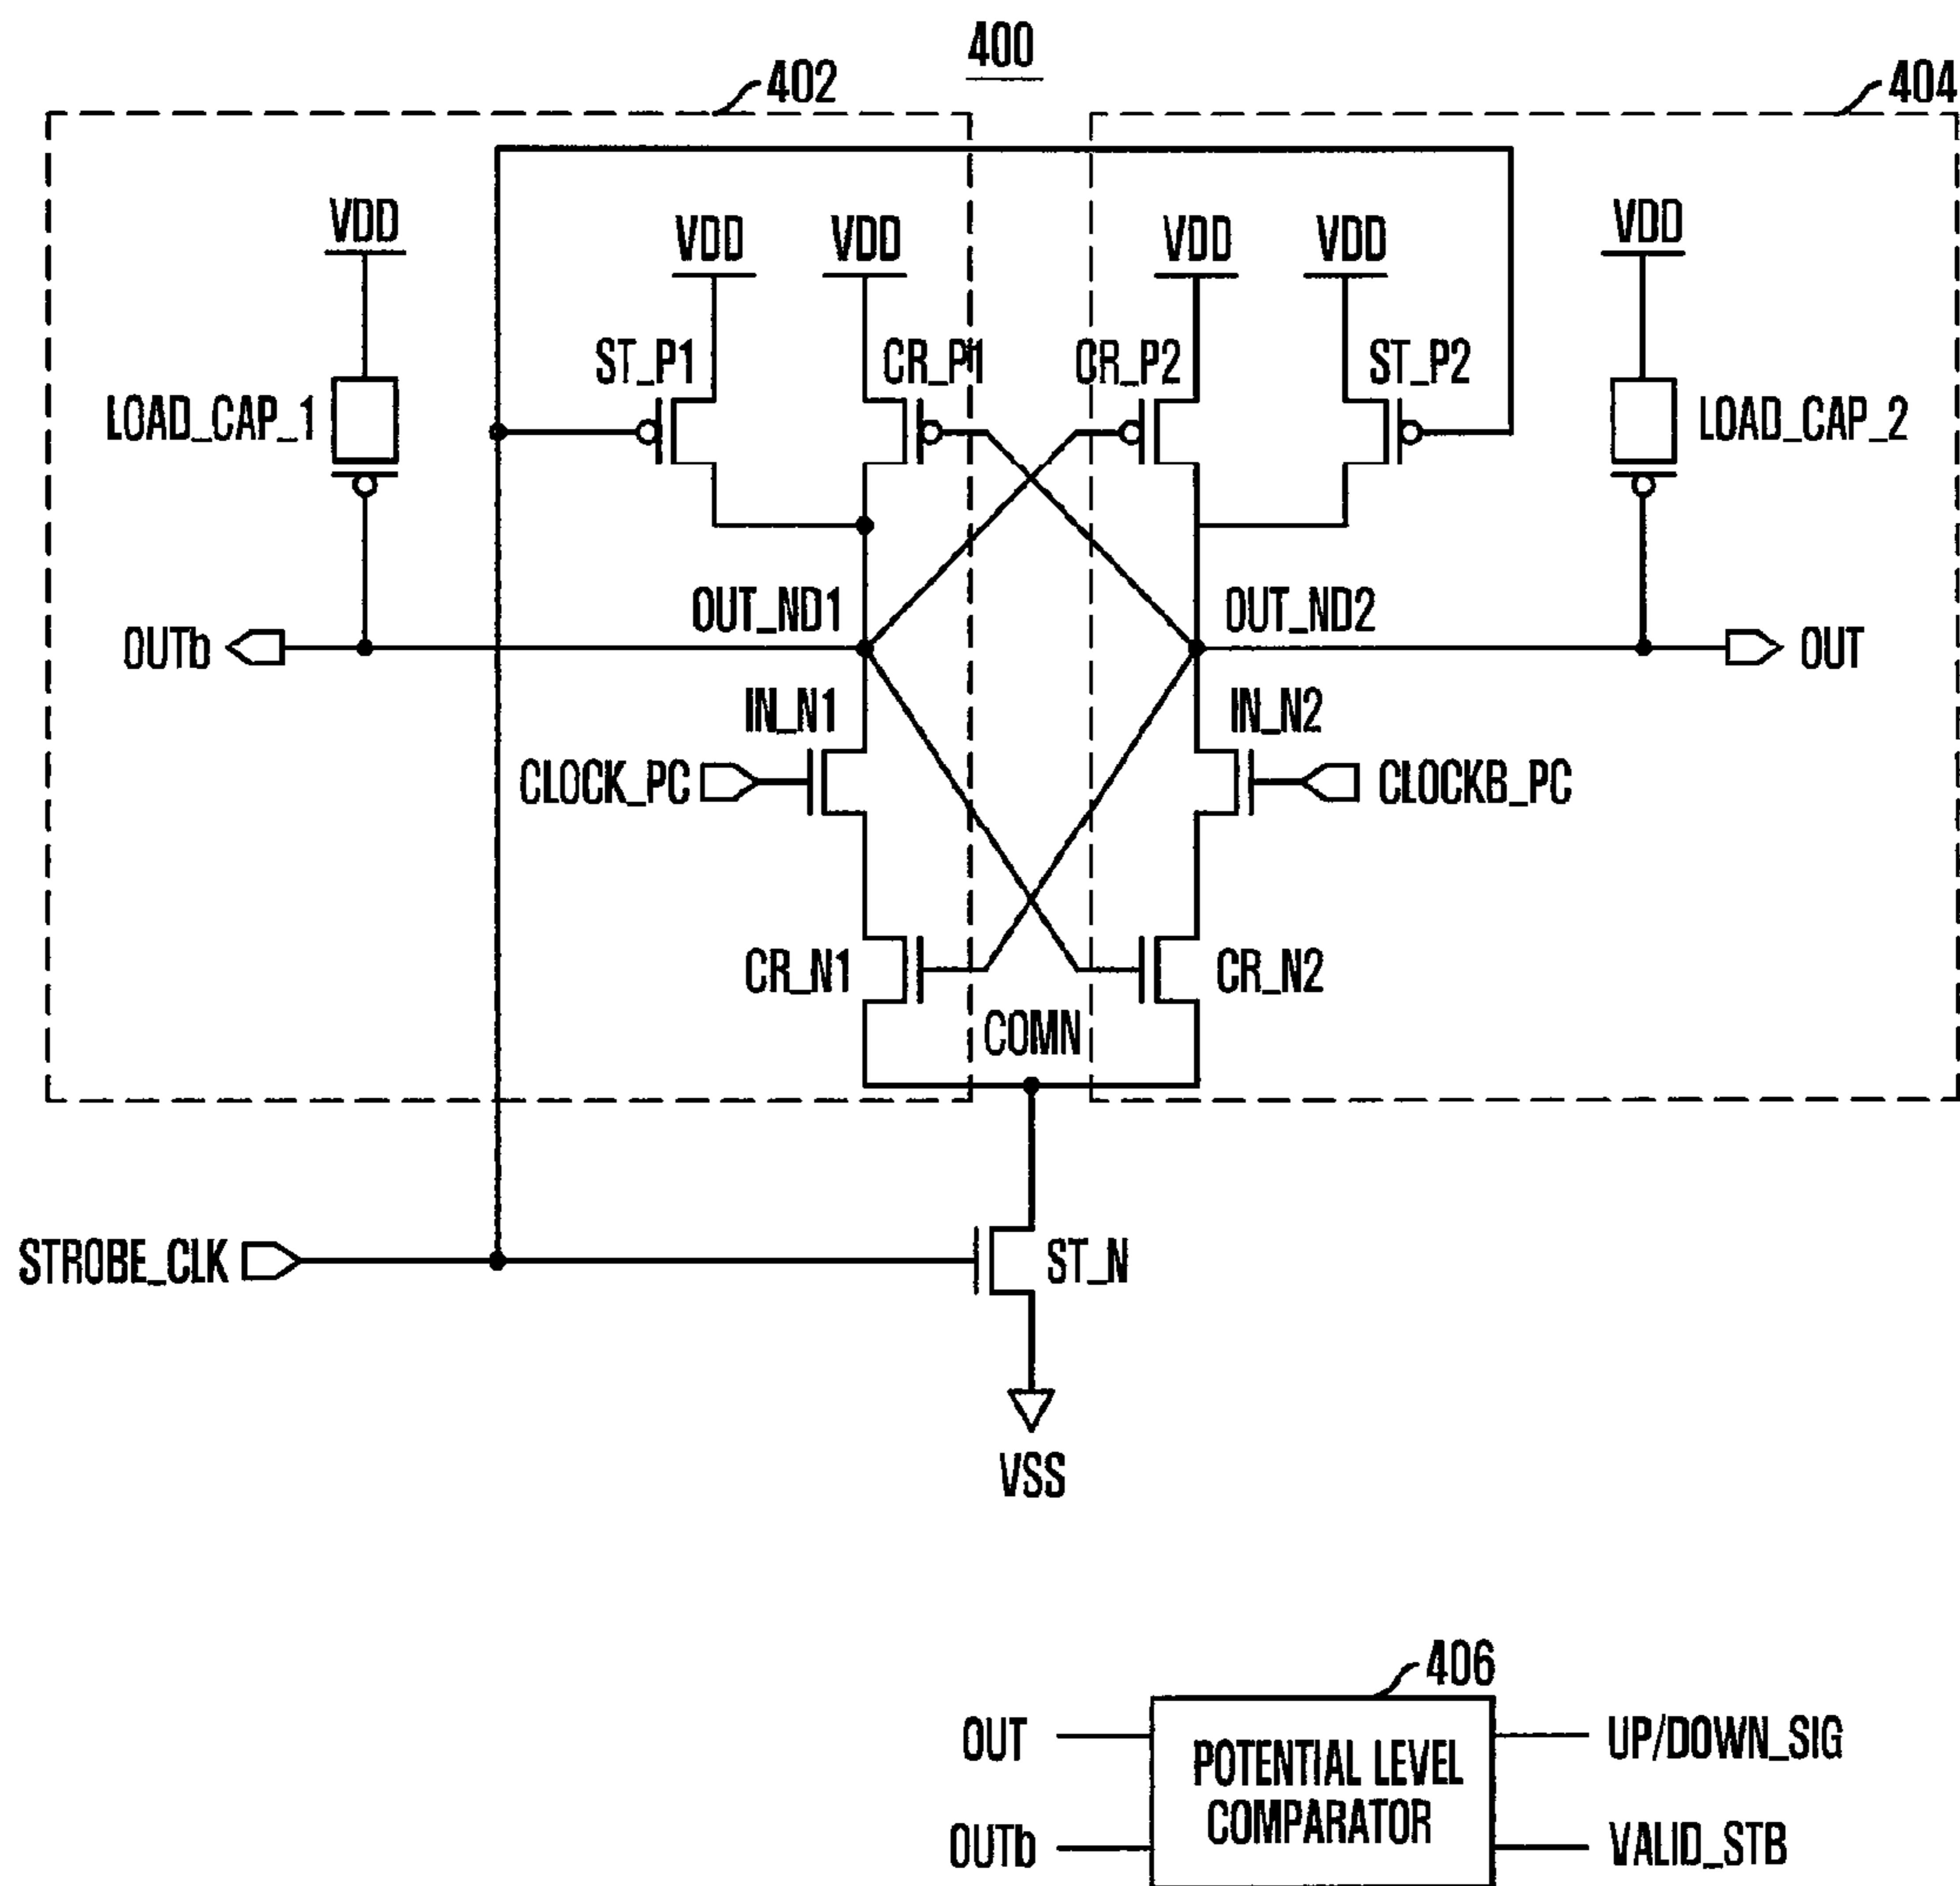 400
402
404
VDD
VDD
VDD
VDD
VDD
VDD
ST_P1
CR_P1
CR_P2
ST_P2
LOAD_CAP_1
LOAD_CAP_2
OUT_ND1
OUT_ND2
OUTb
OUT
IN_N1
IN_N2
CLOCK_PC
CLOCKB_PC
CR_N1
CR_N2
COMN
STROBE_CLK
ST_N
VSS
406
OUT
UP/DOWN_SIG
POTENTIAL LEVEL
COMPARATOR
OUTb
VALID_STB